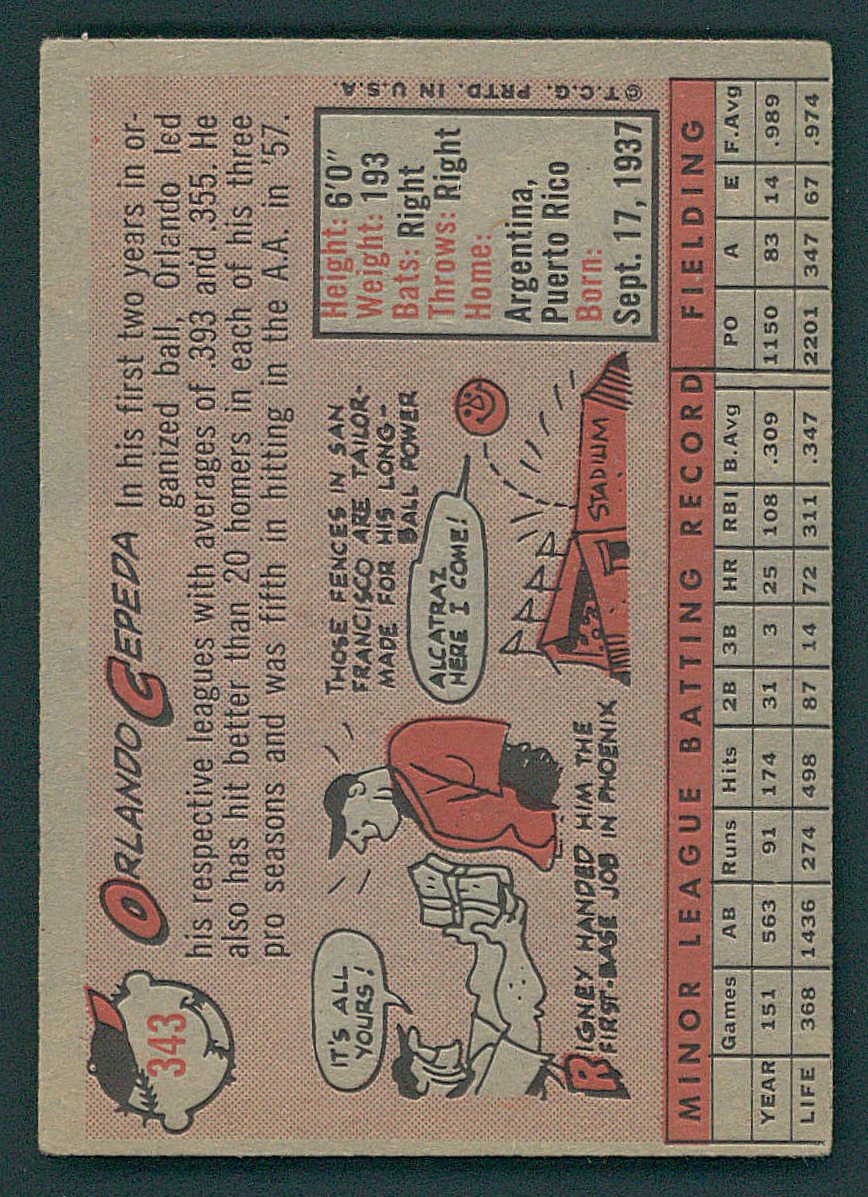 343
ORLANDO CEPEDA In his first two years in or-
ganized ball, Orlando led
his respective leagues with averages of .393 and .355. He
also has hit better than 20 homers in each of his three
pro seasons and was fifth in hitting in the A.A. in '57.
IT'S ALL
YOURS!
RIGNEY HANDED HIM THE
FIRST-BASE JOB IN PHOENIX
THOSE FENCES IN SAN
FRANCISCO ARE TAILOR-
MADE FOR HIS LONG-
BALL POWER
ALCATRAZ
HERE I COME!
STADIUM
Height: 6'0"
Weight: 193
Bats: Right
Throws: Right
Home:
Argentina,
Puerto Rico
Born:
Sept. 17, 1937
© T.C.G. PRTD. IN U.S.A.
MINOR LEAGUE BATTING RECORD FIELDING
Games AB Runs Hits 2B 3B HR RBI B.Avg PO A E F.Avg
YEAR 151 563 91 174 31 3 25 108 .309 1150 83 14 .989
LIFE 368 1436 274 498 87 14 72 311 .347 2201 347 67 .974